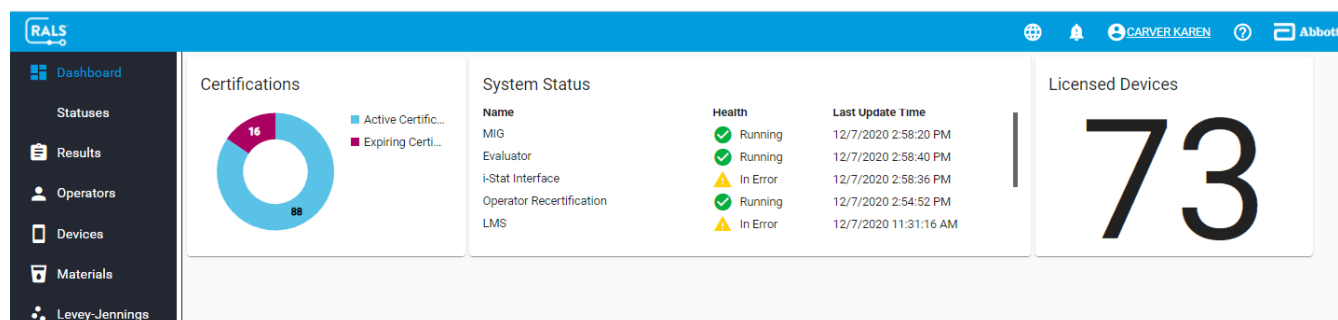 RALS
CARVER KAREN
Abbott
Dashboard
Statuses
Results
Operators
Devices
Materials
Levey-Jennings
Certifications
16
88
Active Certific...
Expiring Certi...
System Status
Name Health Last Update Time
MIG Running 12/7/2020 2:58:20 PM
Evaluator Running 12/7/2020 2:58:40 PM
i-Stat Interface In Error 12/7/2020 2:58:36 PM
Operator Recertification Running 12/7/2020 2:54:52 PM
LMS In Error 12/7/2020 11:31:16 AM
Licensed Devices
73